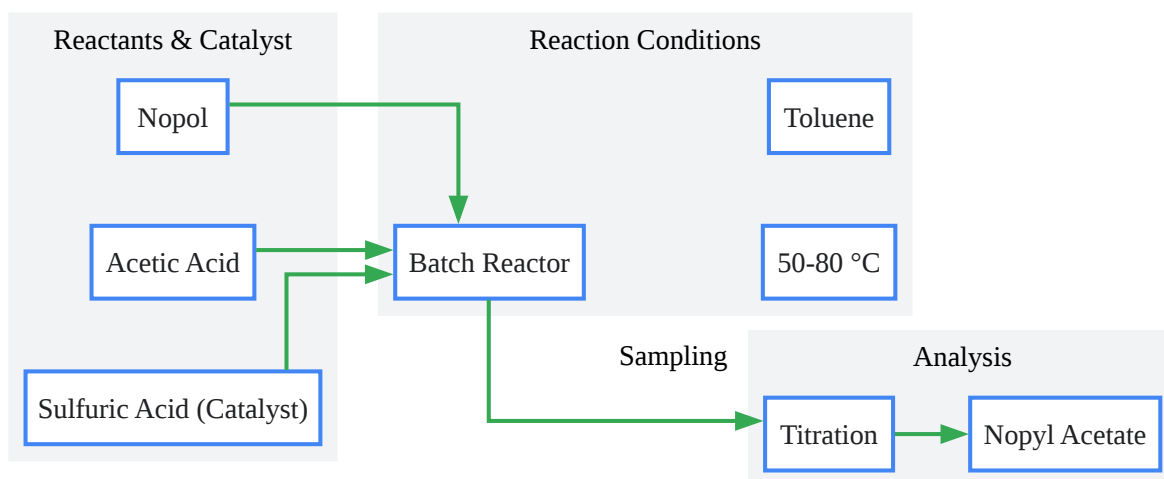 Reactants & Catalyst
Nopol
Acetic Acid
Sulfuric Acid (Catalyst)
Reaction Conditions
Toluene
Batch Reactor
50-80 °C
Sampling
Analysis
Titration
Nopyl Acetate